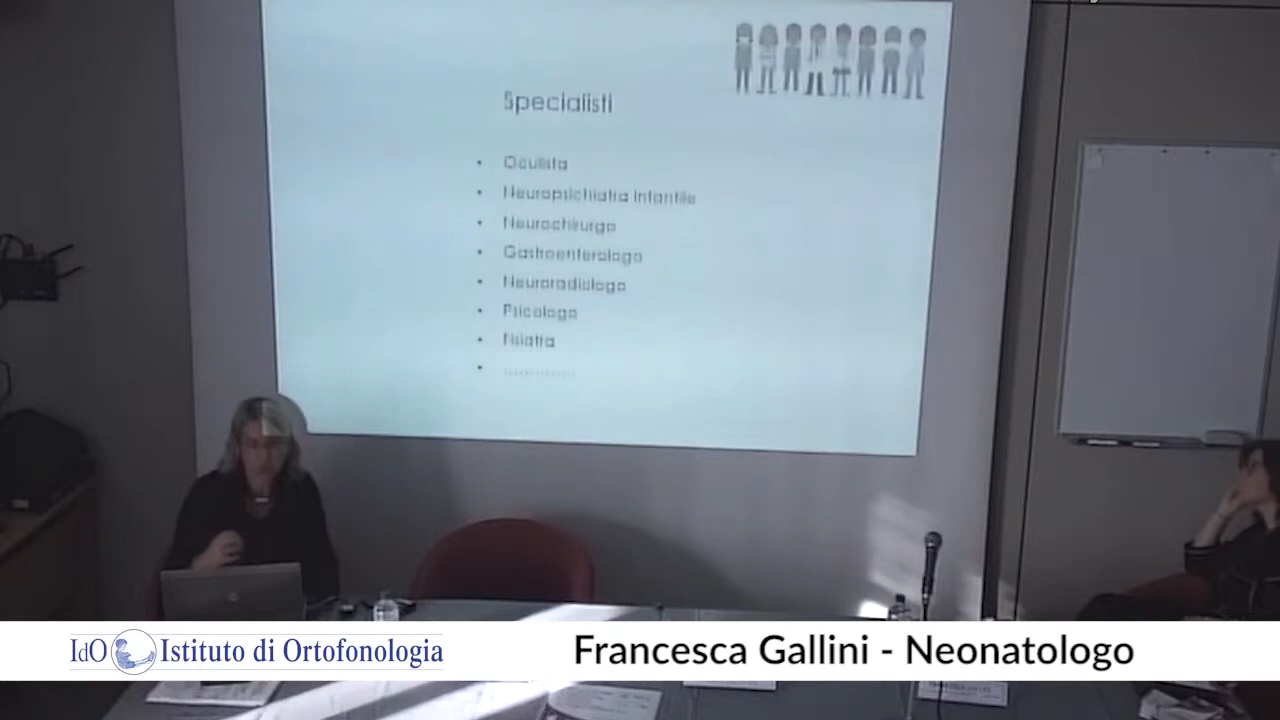 Specialisti
• Oculista
• Neuropsichiatra Infantile
• Neurochirurgo
• Gastroenterologo
• Neuroradiologo
• Psicologo
• Fisiatra
• ……………
IdO Istituto di Ortofonologia
Francesca Gallini - Neonatologo